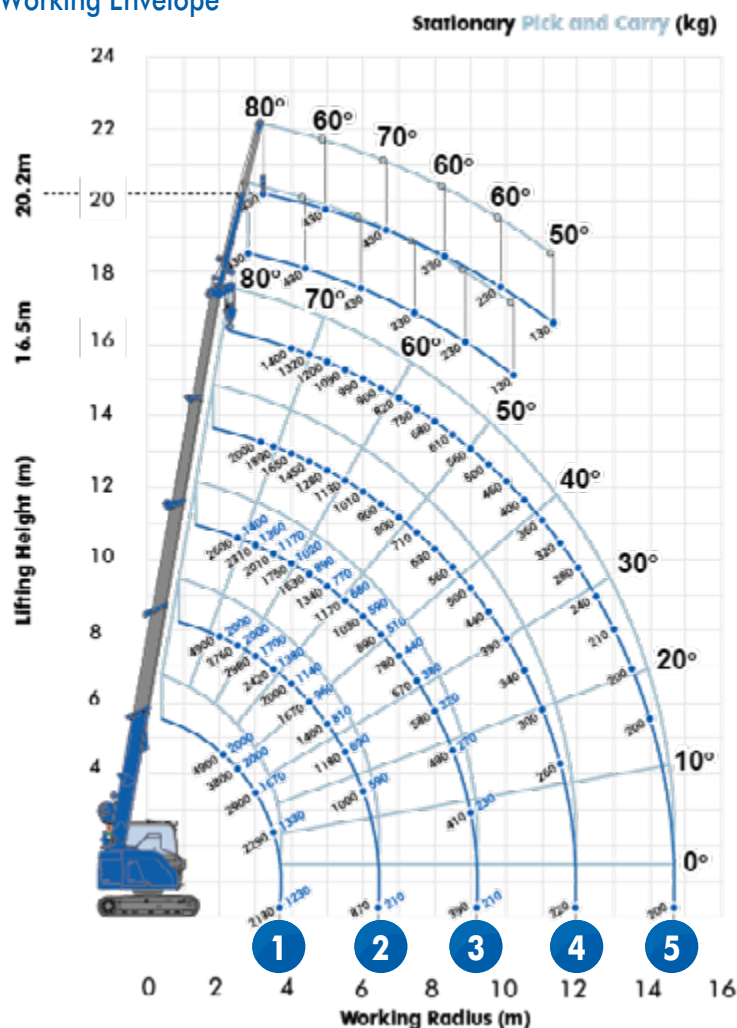 Working Envelope
Stationary Pick and Carry (kg)
24
22
20.2m
20
18
16.5m
16
14
12
10
8
6
4
Lifting Height (m)
80° 60° 70° 60° 60° 50°
430 430 430 330 230 130
430 430 430 230 230 130
80° 70° 60° 50° 40° 30° 20° 10° 0°
1400 1320 1200 1090 990 900 820 750 680 610 560 500 460 400 360 320 280 240 210 200 200 200
2000 1890 1650 1450 1280 1130 1010 900 800 710 630 560 500 440 390 340 300 260 220
1400 1360 1170 1020 890 770 680 590 510 440 380 320 270 230 210
2010 1750 1530 1340 1170 1030 890 780 670 580 490 410 390
2000 2000 1700 1380 1140 960 810 690 590 210
4900 3760 2980 2420 2000 1670 1400 1180 1000 870
2000 2000 1670 1330 1230
4900 3800 2900 2290 2130
1 2 3 4 5
0 2 4 6 8 10 12 14 16
Working Radius (m)